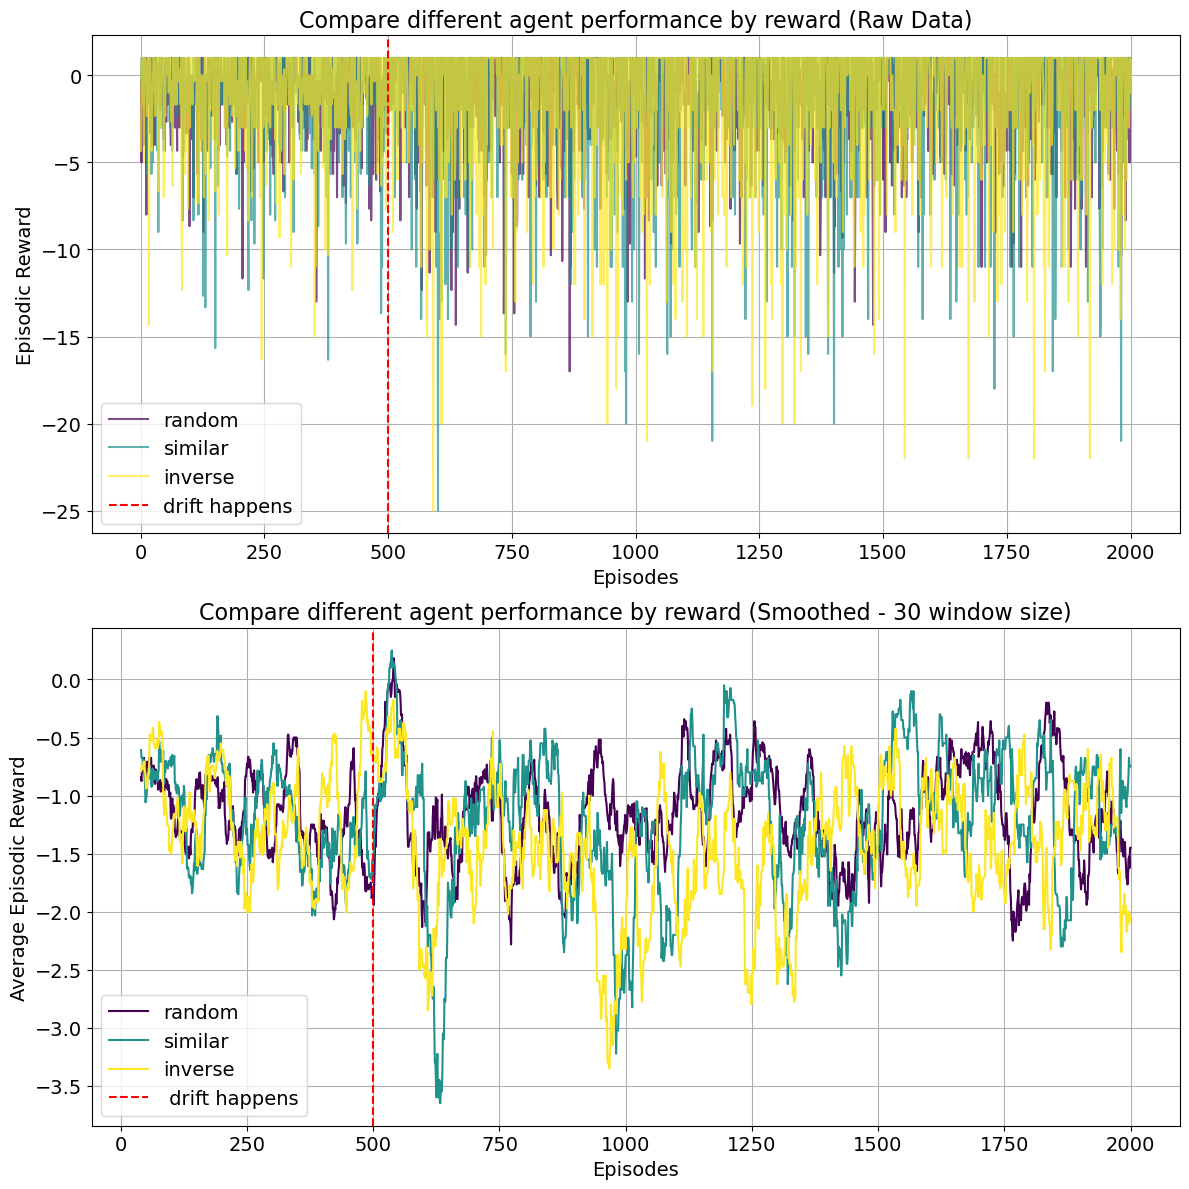 Compare different agent performance by reward (Raw Data)
Episodic Reward
0
−5
−10
−15
−20
−25
random
similar
inverse
drift happens
0 250 500 750 1000 1250 1500 1750 2000
Episodes
Compare different agent performance by reward (Smoothed - 30 window size)
Average Episodic Reward
0.0
−0.5
−1.0
−1.5
−2.0
−2.5
−3.0
−3.5
random
similar
inverse
drift happens
0 250 500 750 1000 1250 1500 1750 2000
Episodes